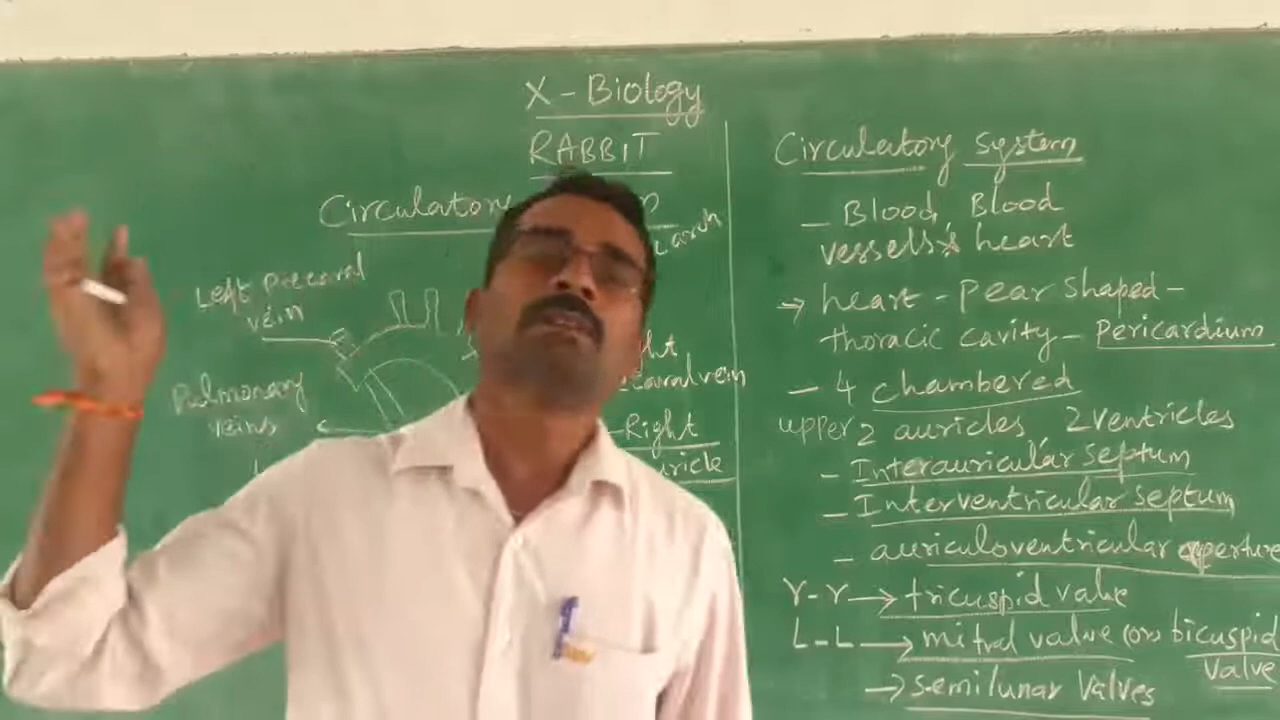 X - Biology
RABBIT
Circulatory
arch
Left precaval
vein
Pulmonary
veins
Right
Circulatory System
- Blood, Blood
vessels & heart
→ heart - Pear Shaped -
thoracic cavity - Pericardium
- 4 chambered
upper 2 auricles, 2 ventricles
- Interauricular Septum
- Interventricular Septum
- auriculoventricular aperture
r-r → tricuspid valve
L-L → mitral valve (or) bicuspid
valve
→ Semilunar Valves